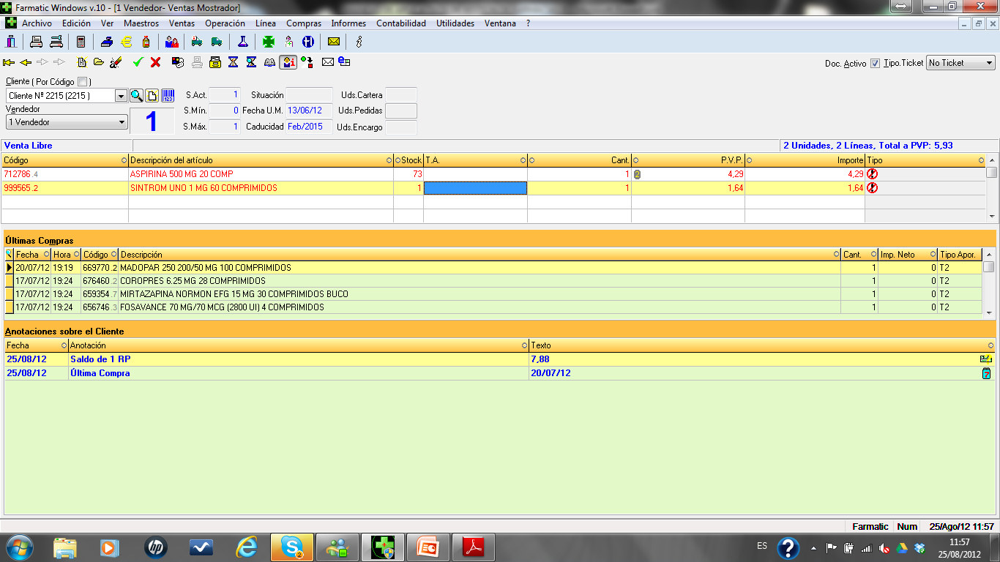 Farmatic Windows v.10 - [1 Vendedor- Ventas Mostrador]
Archivo Edición Ver Maestros Ventas Operación Línea Compras Informes Contabilidad Utilidades Ventana ?
Doc. Activo Tipo.Ticket No Ticket
Cliente ( Por Código )
Cliente Nº 2215 (2215 )
Vendedor
1 Vendedor
1
S.Act. 1 Situación Uds.Cartera
S.Mín. 0 Fecha U.M. 13/06/12 Uds.Pedidas
S.Máx. 1 Caducidad Feb/2015 Uds.Encargo
Venta Libre 2 Unidades, 2 Líneas, Total a PVP: 5,93
Código Descripción del artículo Stock T.A. Cant. P.V.P. Importe Tipo
712786.4 ASPIRINA 500 MG 20 COMP 73 1 2 4,29 4,29
999565.2 SINTROM UNO 1 MG 60 COMPRIMIDOS 1 1 1,64 1,64
Últimas Compras
Fecha Hora Código Descripción Cant. Imp. Neto Tipo Apor.
20/07/12 19:19 669770.2 MADOPAR 250 200/50 MG 100 COMPRIMIDOS 1 0 T2
17/07/12 19:24 676460.2 COROPRES 6.25 MG 28 COMPRIMIDOS 1 0 T2
17/07/12 19:24 659354.7 MIRTAZAPINA NORMON EFG 15 MG 30 COMPRIMIDOS BUCO 1 0 T2
17/07/12 19:24 656746.3 FOSAVANCE 70 MG/70 MCG (2800 UI) 4 COMPRIMIDOS 1 0 T2
Anotaciones sobre el Cliente
Fecha Anotación Texto
25/08/12 Saldo de 1 RP 7,88
25/08/12 Última Compra 20/07/12
Farmatic Num 25/Ago/12 11:57
ES 11:57
25/08/2012